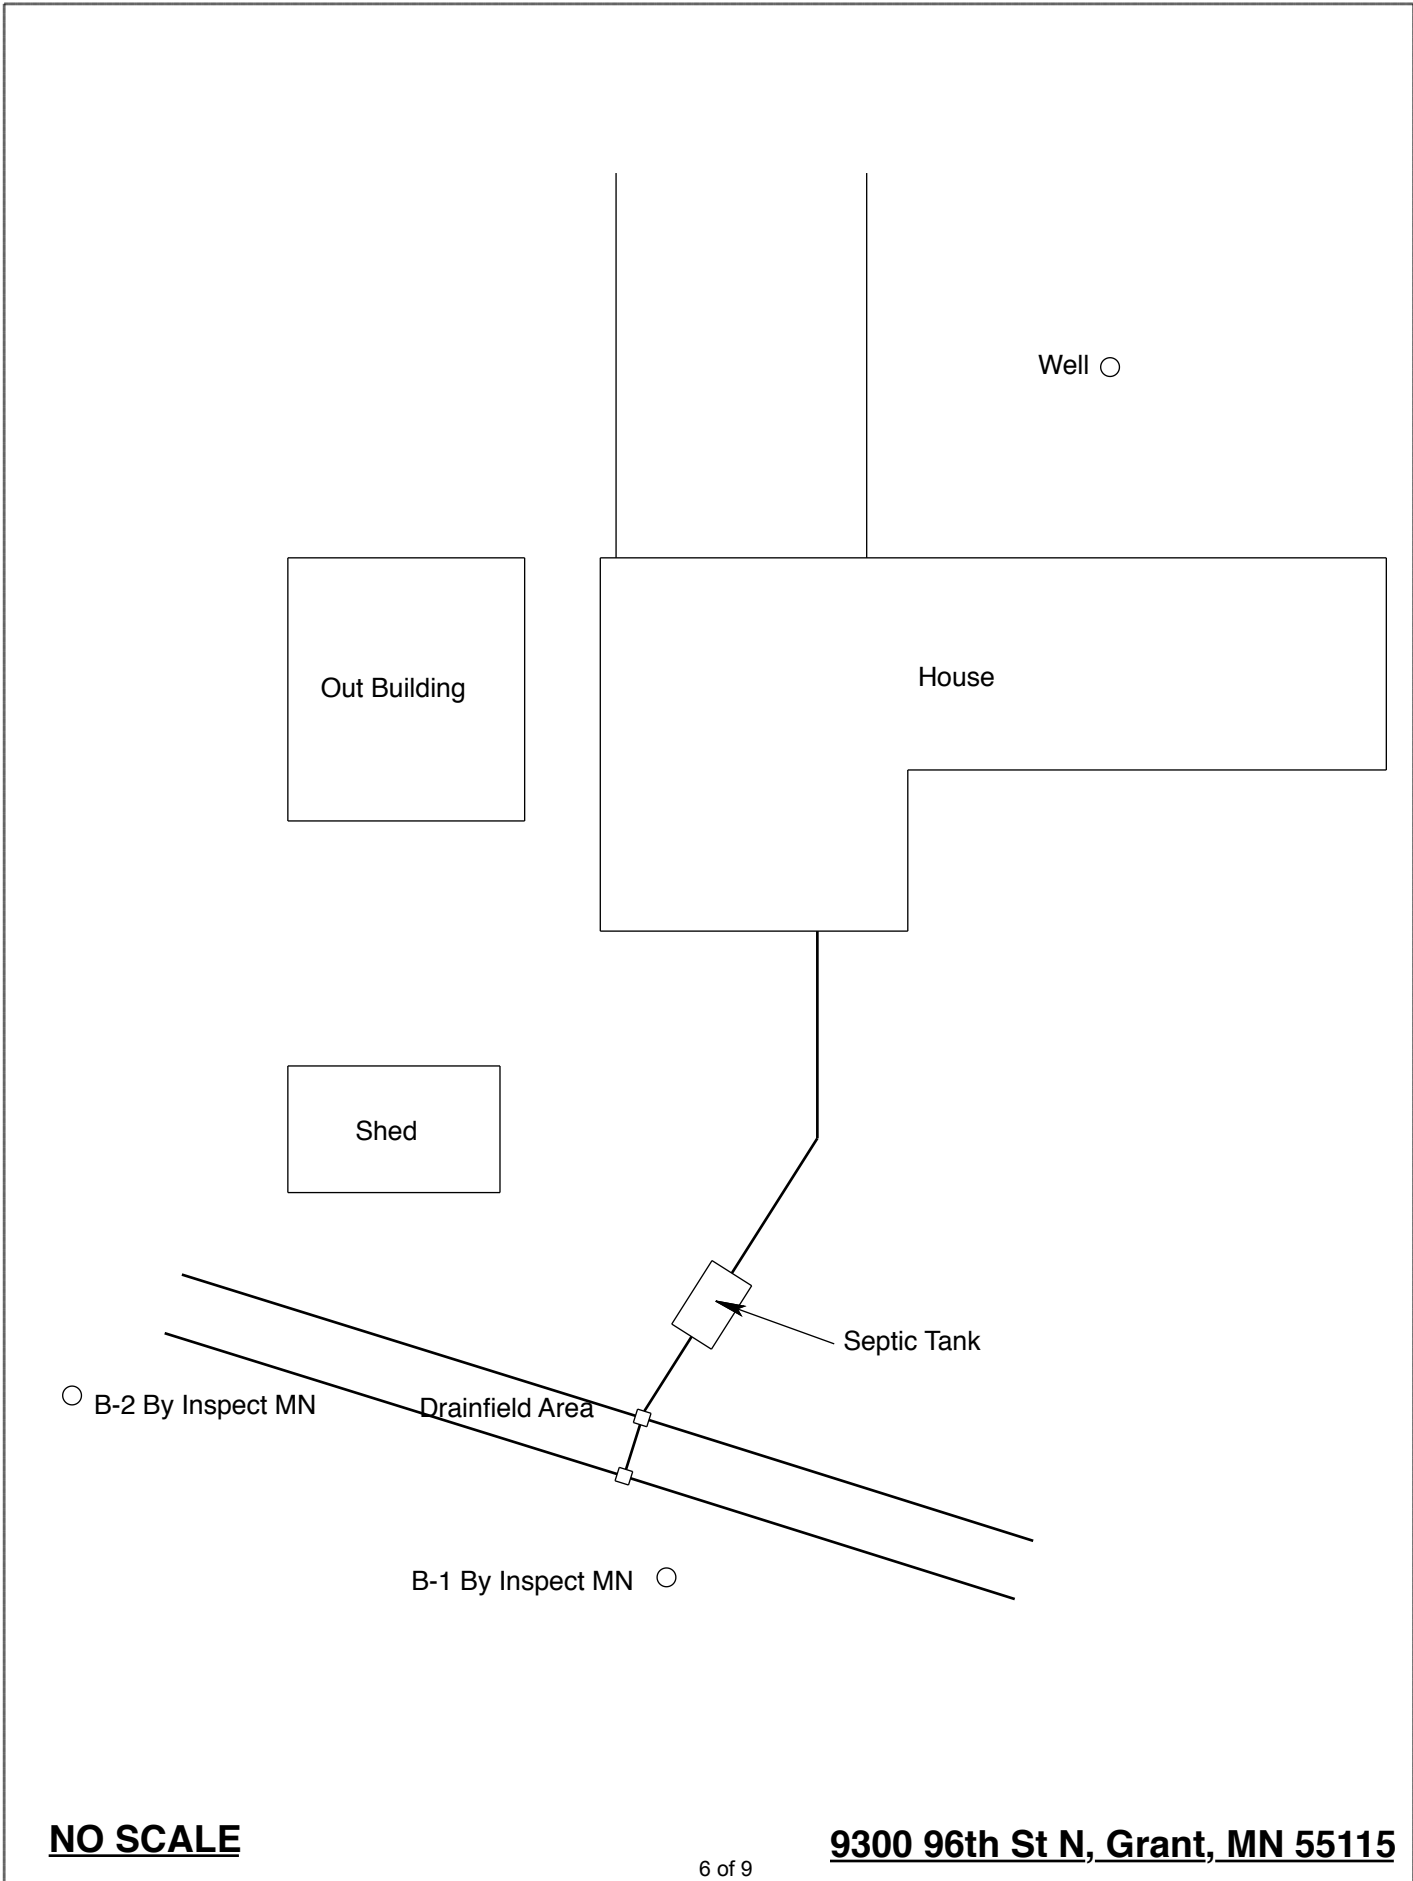 Well
House
Out Building
Shed
Septic Tank
B-2 By Inspect MN
Drainfield Area
B-1 By Inspect MN
NO SCALE
9300 96th St N, Grant, MN 55115
6 of 9